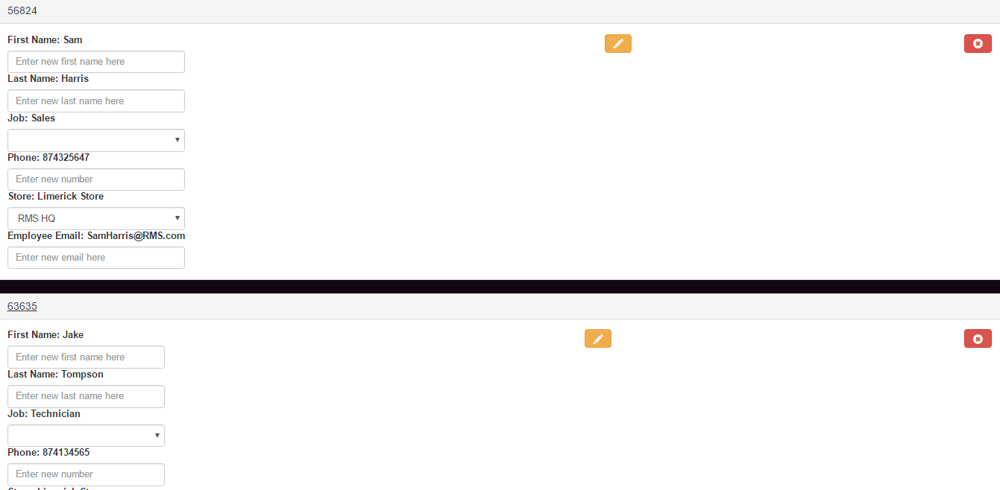 56824
First Name: Sam
Enter new first name here
Last Name: Harris
Enter new last name here
Job: Sales
Phone: 874325647
Enter new number
Store: Limerick Store
RMS HQ
Employee Email: SamHarris@RMS.com
Enter new email here
63635
First Name: Jake
Enter new first name here
Last Name: Tompson
Enter new last name here
Job: Technician
Phone: 874134565
Enter new number